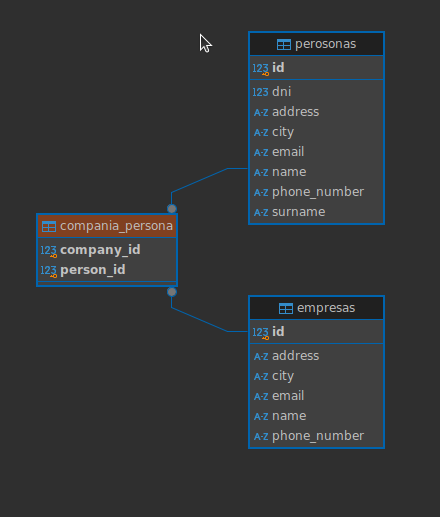 perosonas
123 id
123 dni
A-Z address
A-Z city
A-Z email
A-Z name
A-Z phone_number
A-Z surname
compania_persona
123 company_id
123 person_id
empresas
123 id
A-Z address
A-Z city
A-Z email
A-Z name
A-Z phone_number